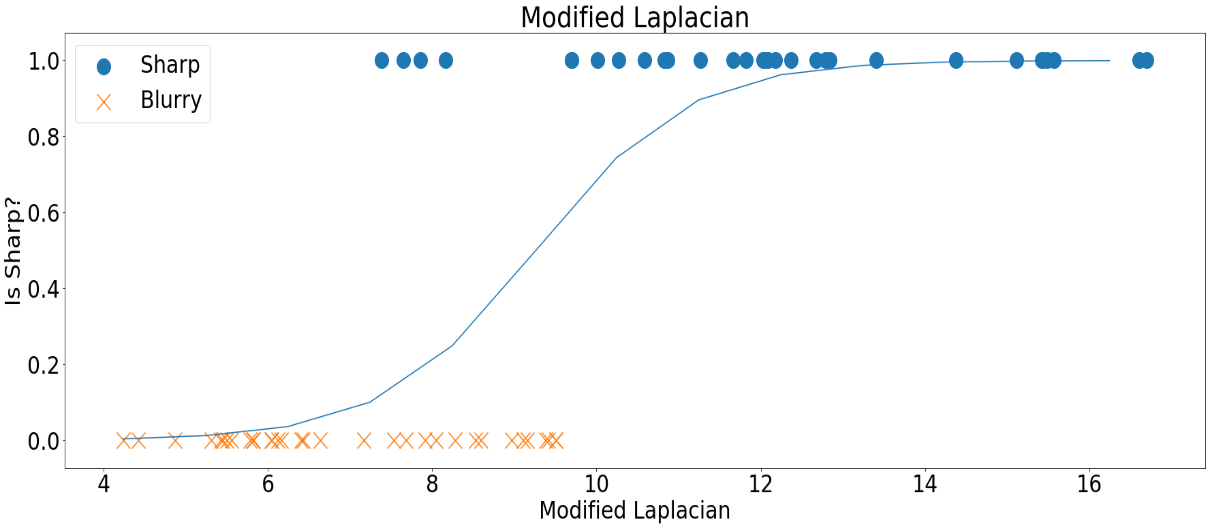 Modified Laplacian
Sharp
Blurry
1.0
0.8
0.6
0.4
0.2
0.0
Is Sharp?
4 6 8 10 12 14 16
Modified Laplacian